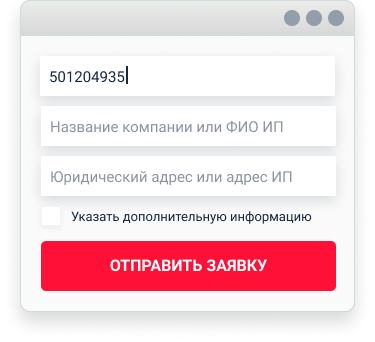 501204935
Название компании или ФИО ИП
Юридический адрес или адрес ИП
Указать дополнительную информацию
ОТПРАВИТЬ ЗАЯВКУ